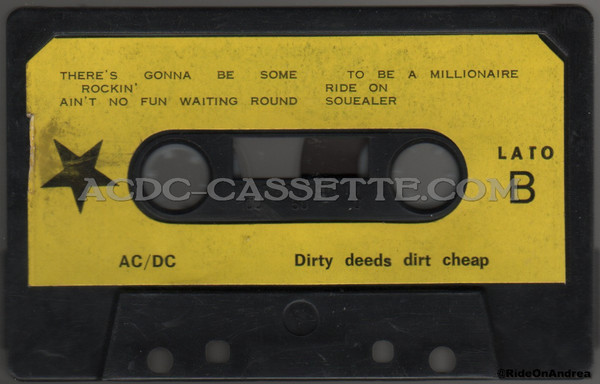 THERE'S GONNA BE SOME TO BE A MILLIONAIRE
ROCKIN' RIDE ON
AIN'T NO FUN WAITING ROUND SOUEALER
LATO
B
ACDC-CASSETTE.COM
AC/DC Dirty deeds dirt cheap
©RideOnAndrea